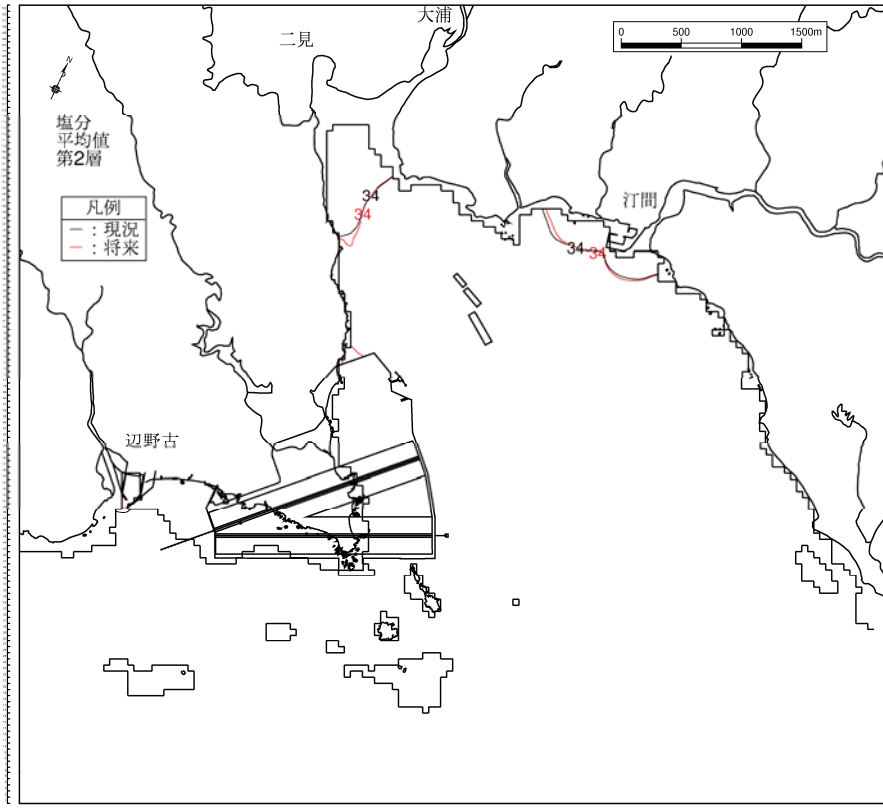 大浦
二見
0 500 1000 1500m
N
塩分
平均値
第2層
34
34
汀間
凡例
- : 現況
- : 将来
34
34
辺野古